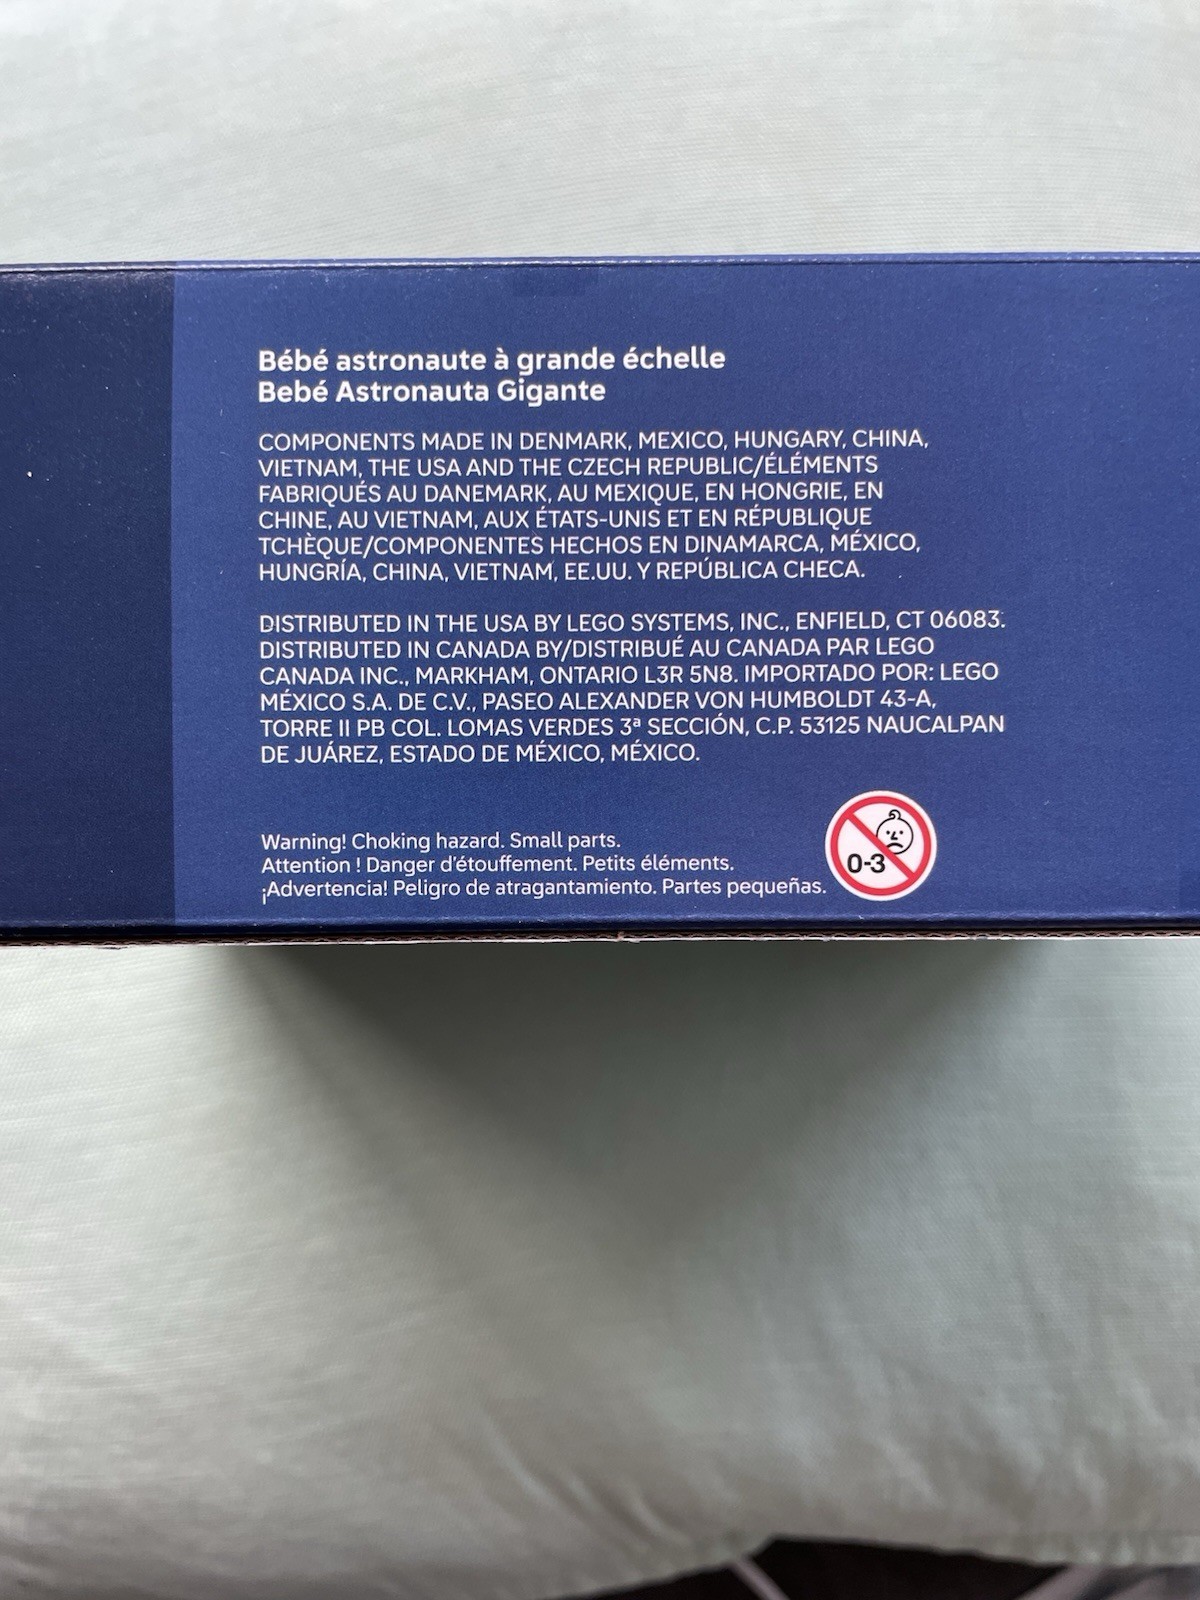 Bébé astronaute à grande échelle
Bebé Astronauta Gigante
COMPONENTS MADE IN DENMARK, MEXICO, HUNGARY, CHINA,
VIETNAM, THE USA AND THE CZECH REPUBLIC/ÉLÉMENTS
FABRIQUÉS AU DANEMARK, AU MEXIQUE, EN HONGRIE, EN
CHINE, AU VIETNAM, AUX ÉTATS-UNIS ET EN RÉPUBLIQUE
TCHÈQUE/COMPONENTES HECHOS EN DINAMARCA, MÉXICO,
HUNGRÍA, CHINA, VIETNAM, EE.UU. Y REPÚBLICA CHECA.
DISTRIBUTED IN THE USA BY LEGO SYSTEMS, INC., ENFIELD, CT 06083.
DISTRIBUTED IN CANADA BY/DISTRIBUÉ AU CANADA PAR LEGO
CANADA INC., MARKHAM, ONTARIO L3R 5N8. IMPORTADO POR: LEGO
MÉXICO S.A. DE C.V., PASEO ALEXANDER VON HUMBOLDT 43-A,
TORRE II PB COL. LOMAS VERDES 3ª SECCIÓN, C.P. 53125 NAUCALPAN
DE JUÁREZ, ESTADO DE MÉXICO, MÉXICO.
Warning! Choking hazard. Small parts.
Attention ! Danger d'étouffement. Petits éléments.
¡Advertencia! Peligro de atragantamiento. Partes pequeñas.
0-3